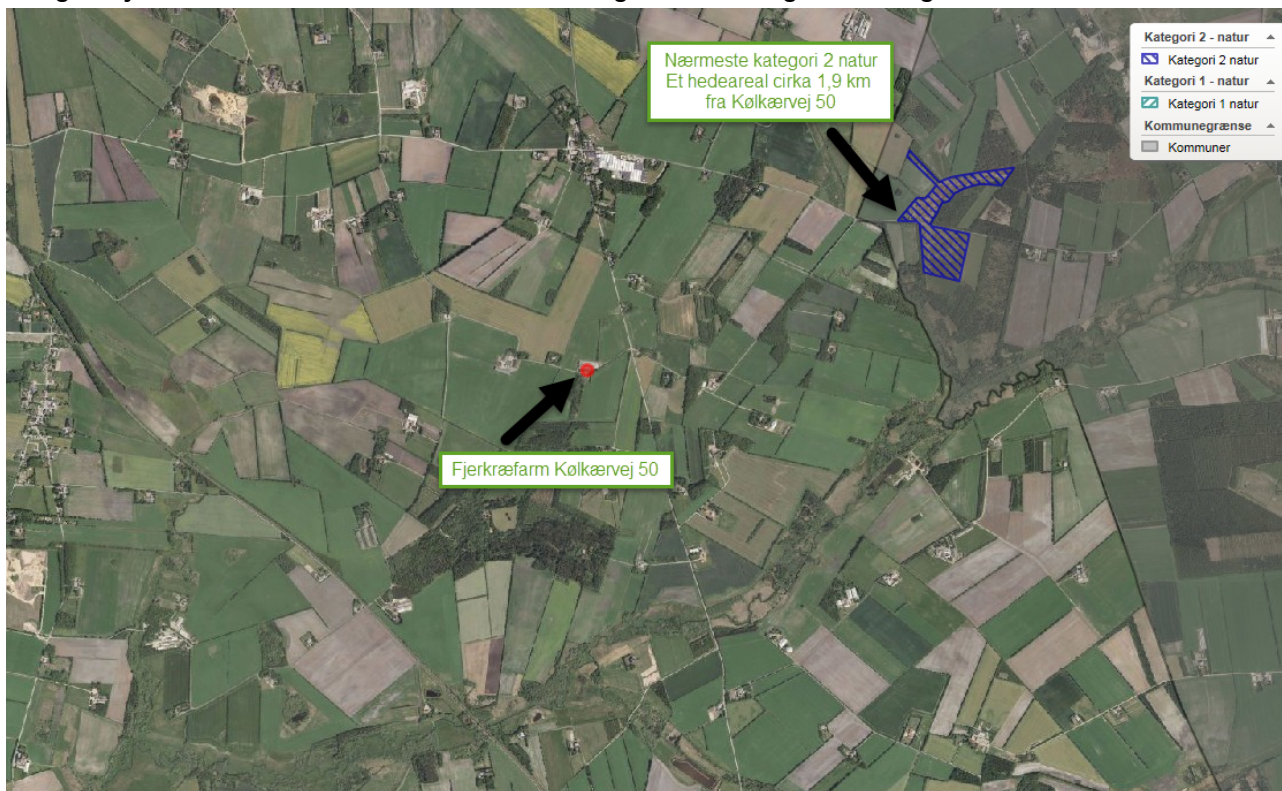 Nærmeste kategori 2 natur
Et hedeareal cirka 1,9 km
fra Kølkærvej 50
Fjerkræfarm Kølkærvej 50
Kategori 2 - natur
Kategori 2 natur
Kategori 1 - natur
Kategori 1 natur
Kommunegrænse
Kommuner